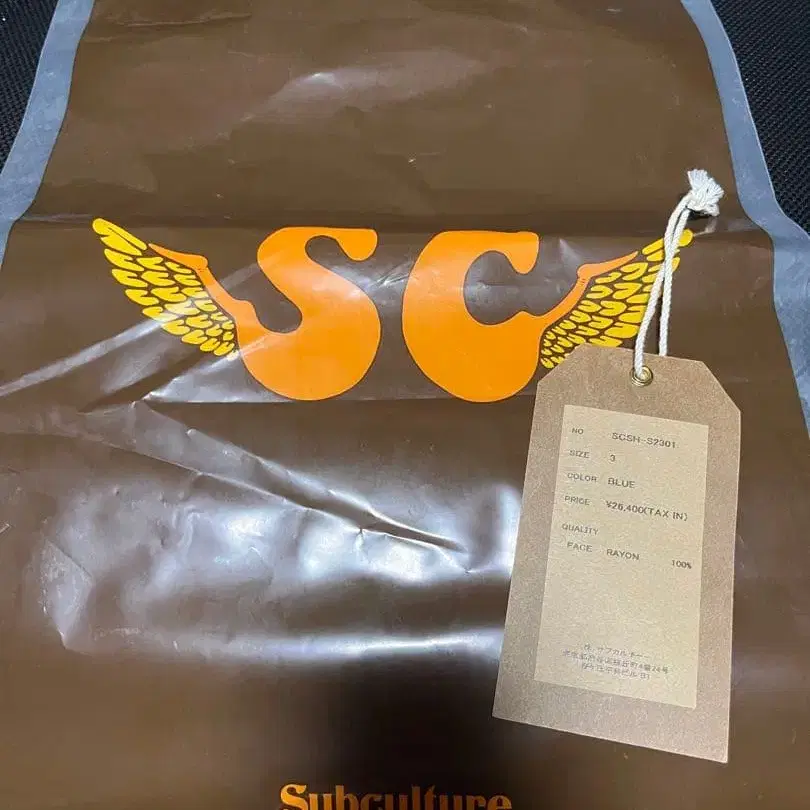 SC
NO SCSH-S2301
SIZE 3
COLOR BLUE
PRICE ¥26,400(TAX IN)
QUALITY
FACE RAYON 100%
Subculture